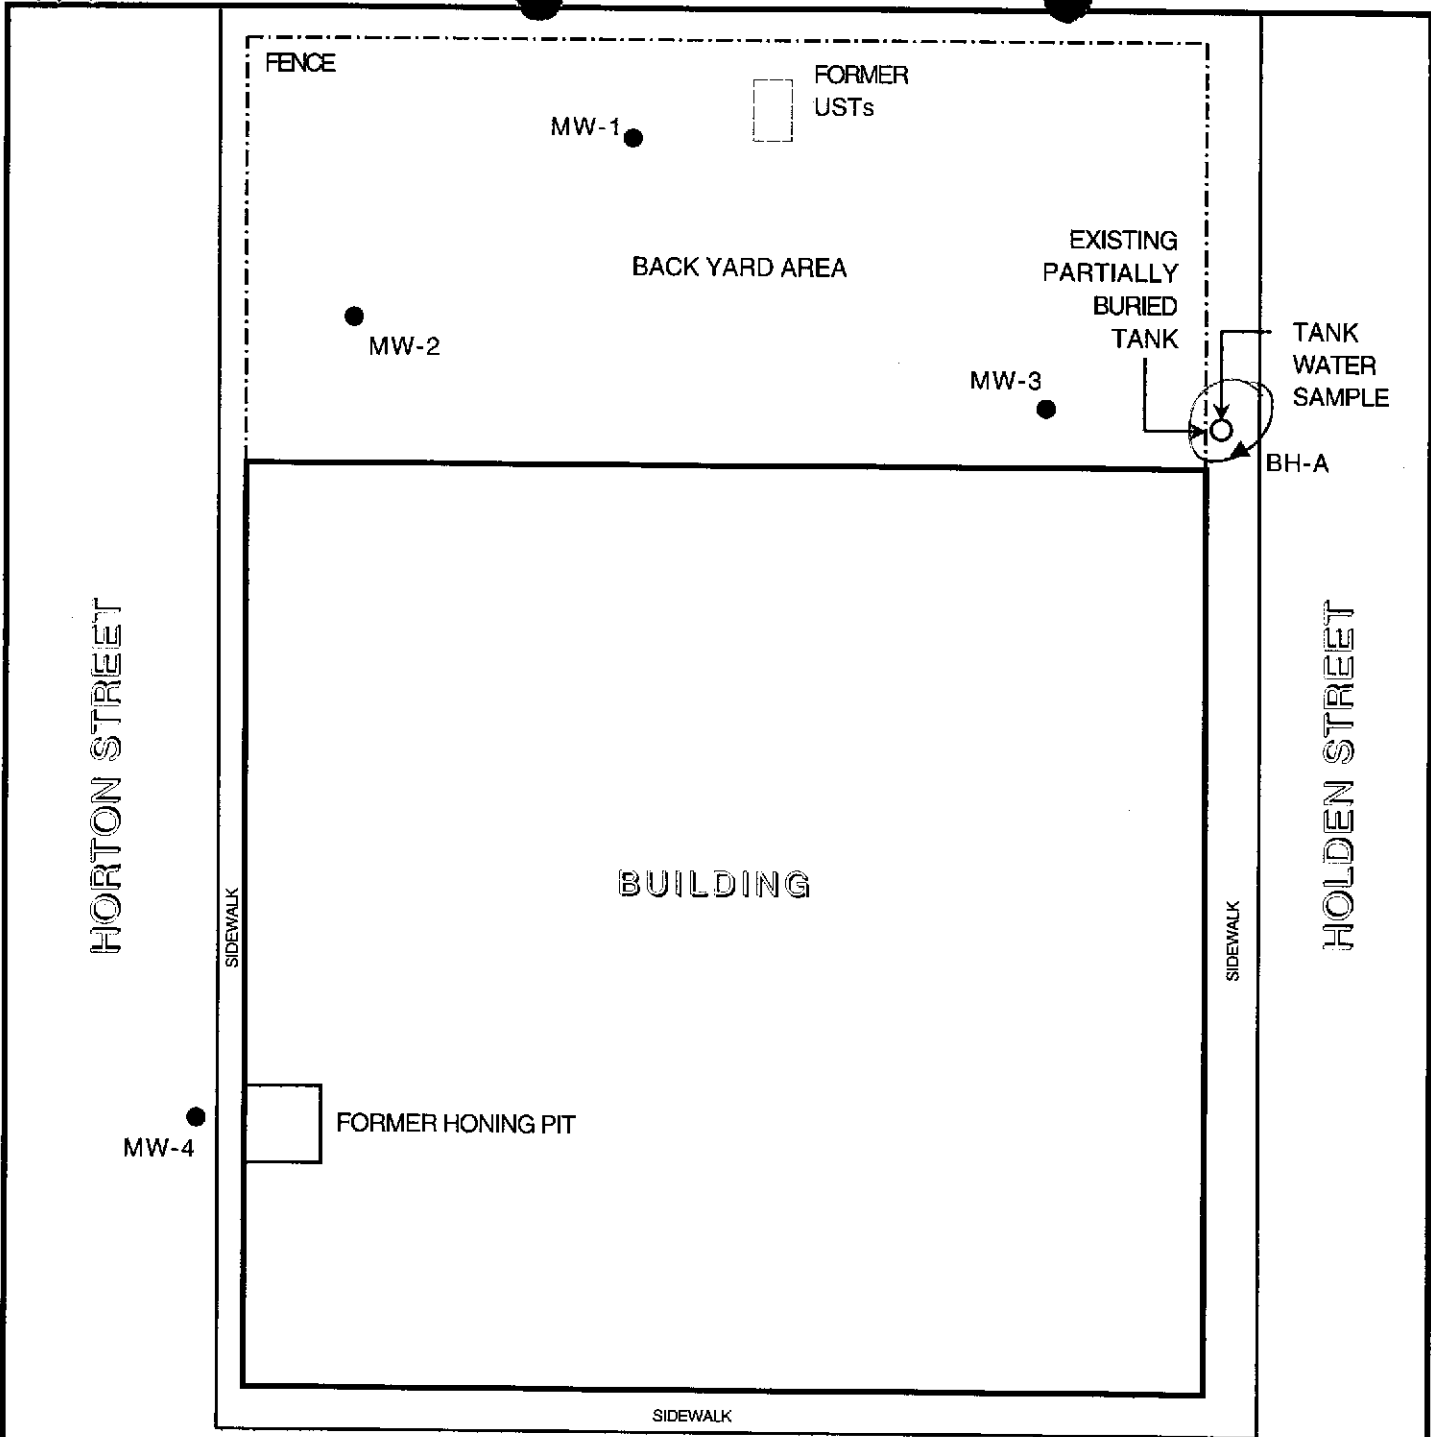 FENCE
FORMER
USTs
MW-1
EXISTING
PARTIALLY
BURIED
TANK
BACK YARD AREA
MW-2
TANK
WATER
SAMPLE
MW-3
BH-A
HORTON STREET
HOLDEN STREET
BUILDING
SIDEWALK
SIDEWALK
FORMER HONING PIT
MW-4
SIDEWALK